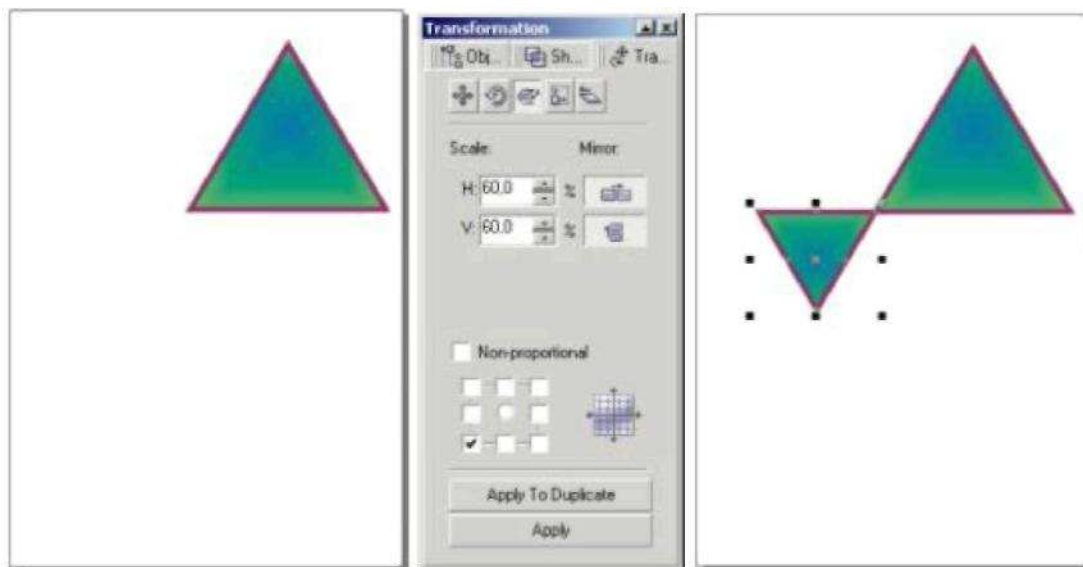 Transformation
Obj... Sh... Tra...
Scale: Mirror:
H: 60.0 %
V: 60.0 %
Non-proportional
Apply To Duplicate
Apply